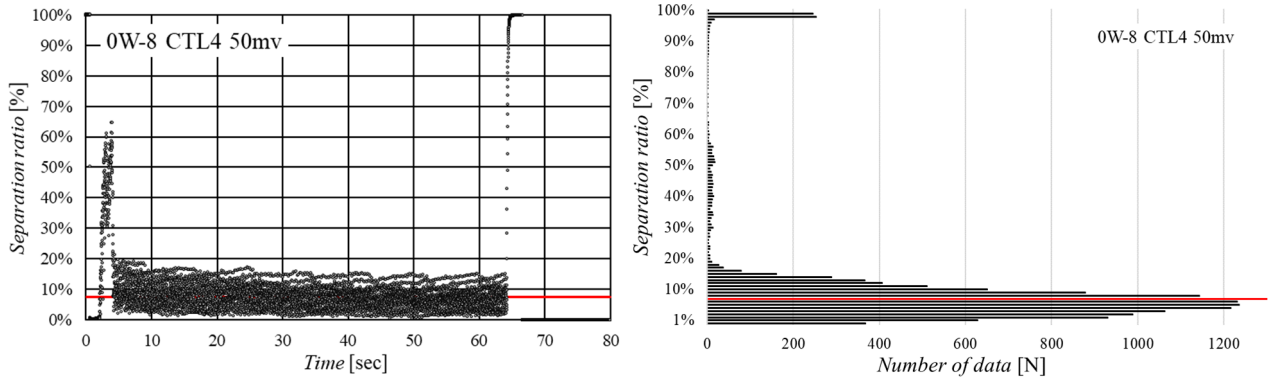 100%
90%
80%
70%
60%
50%
40%
30%
20%
10%
0%
0W-8 CTL4 50mv
Separation ratio [%]
0 10 20 30 40 50 60 70 80
Time [sec]
100%
90%
80%
70%
60%
50%
40%
30%
20%
10%
1%
0W-8 CTL4 50mv
Separation ratio [%]
0 200 400 600 800 1000 1200
Number of data [N]